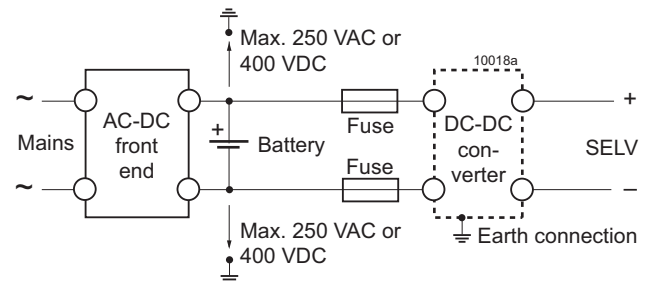 Max. 250 VAC or
400 VDC
10018a
~
+
Mains
AC-DC
front
end
+
Battery
Fuse
Fuse
DC-DC
con-
verter
SELV
~
–
Max. 250 VAC or
400 VDC
Earth connection